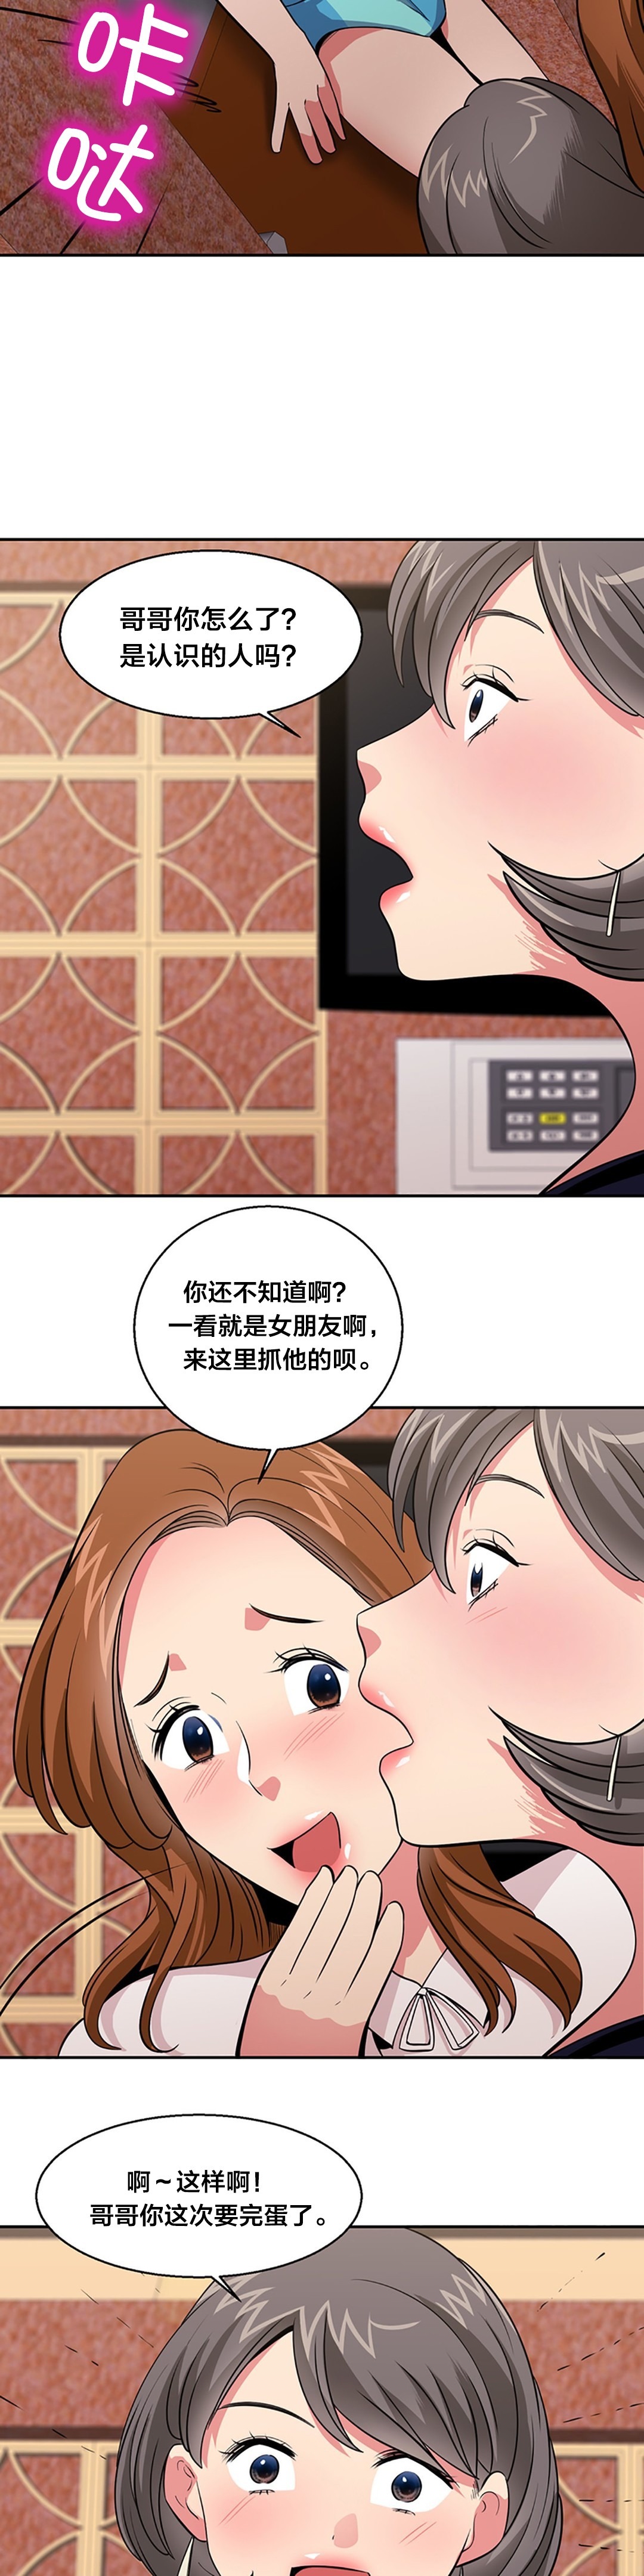 咔
哒
哥哥你怎么了?
是认识的人吗?
你还不知道啊?
一看就是女朋友啊，
来这里抓他的呗。
啊～这样啊!
哥哥你这次要完蛋了。